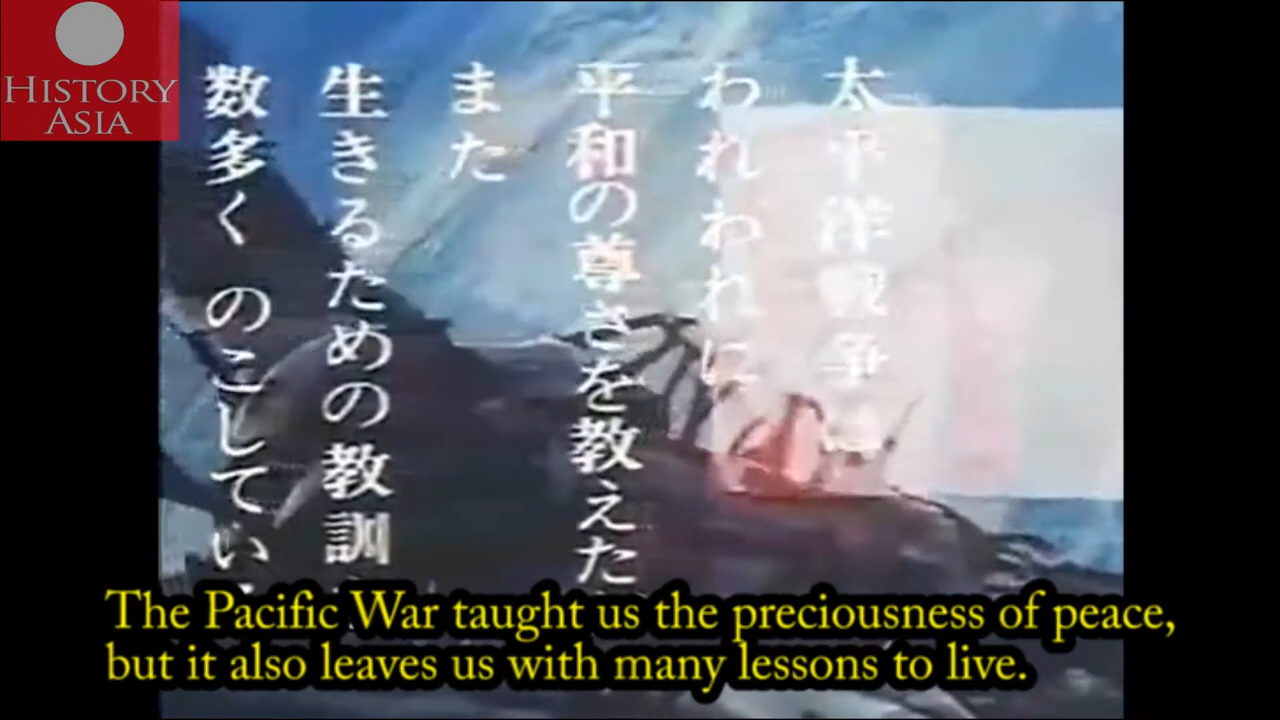 HISTORY
ASIA
太平洋戦争は
われわれに
平和の尊さを教えた
また
生きるための教訓
数多く のこしてい
The Pacific War taught us the preciousness of peace,
but it also leaves us with many lessons to live.